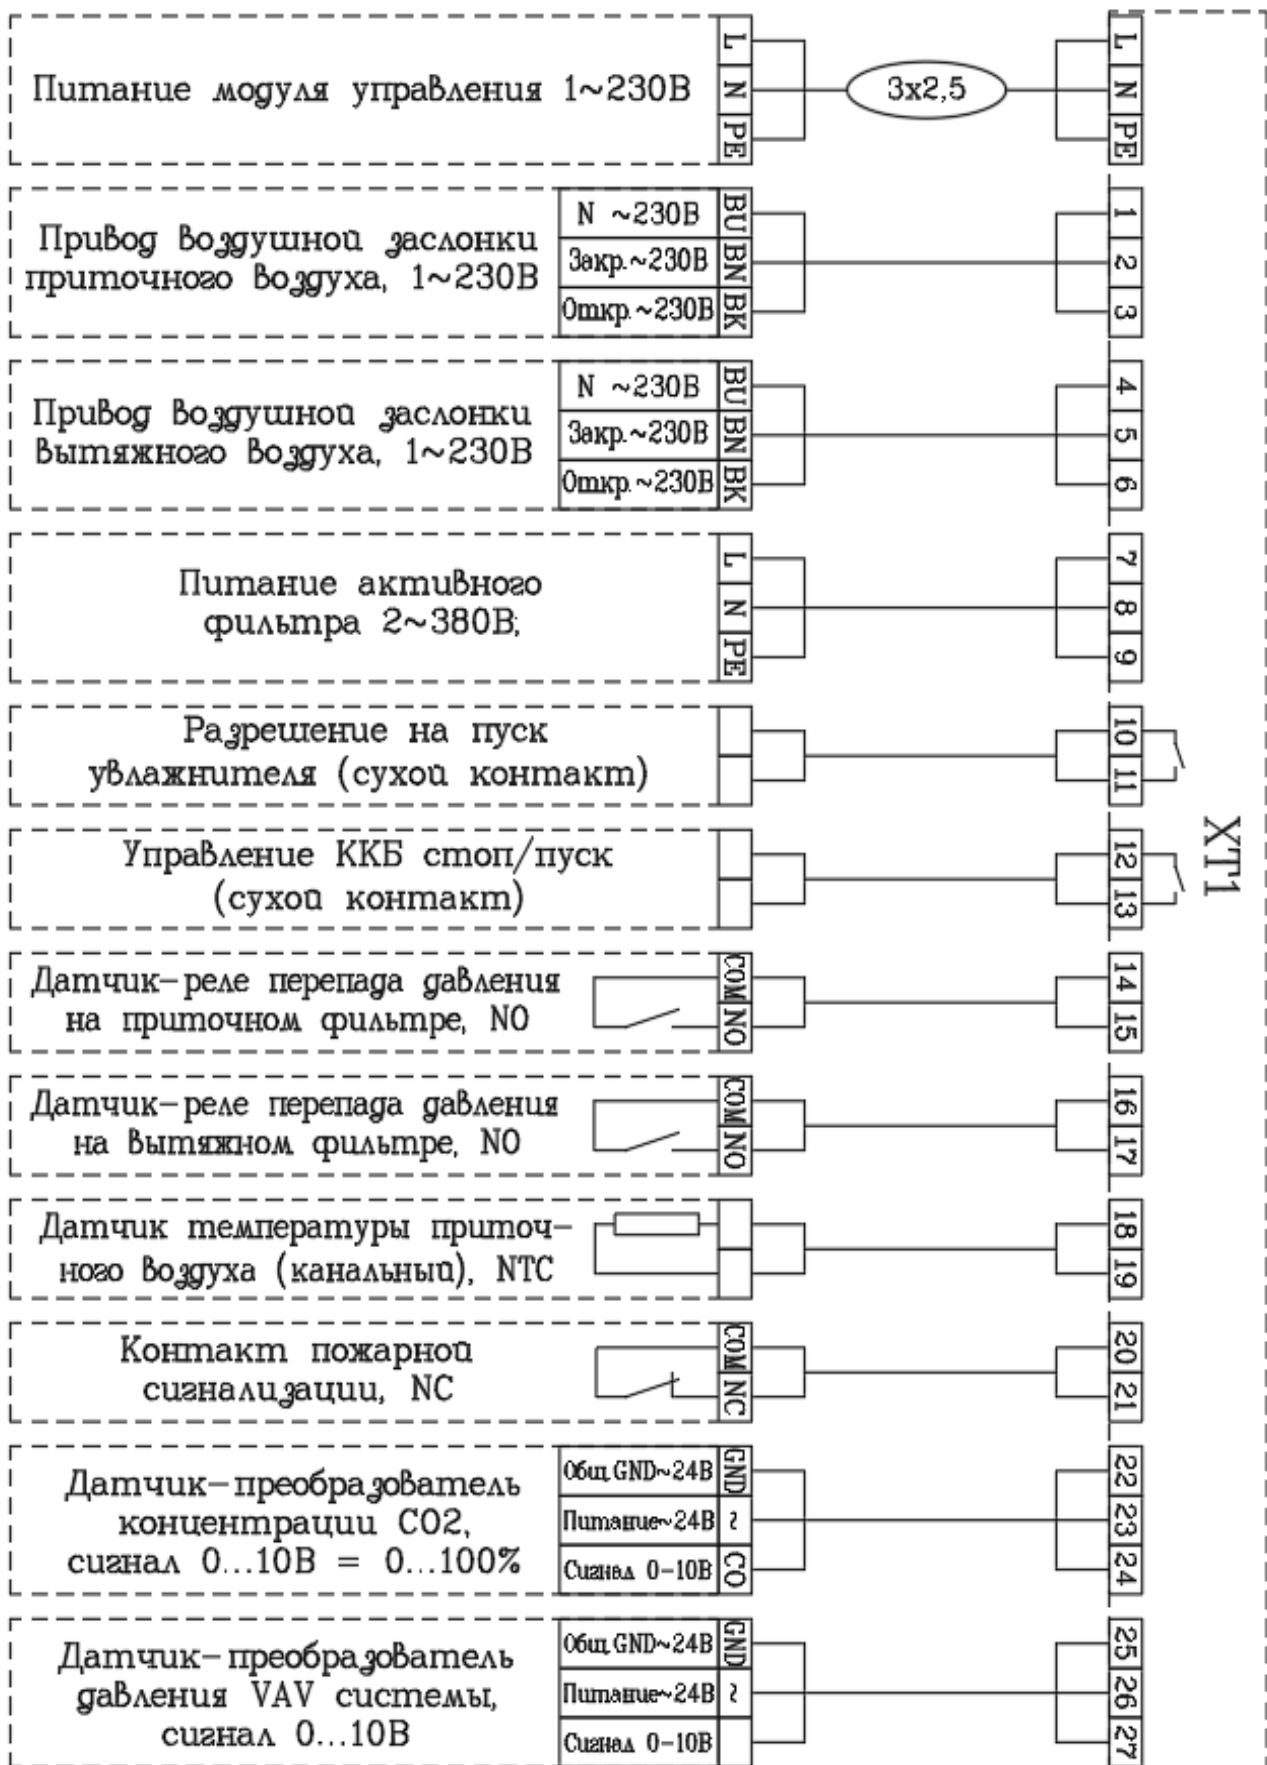 Питание модуля управления 1~230В
L
N
PE
3x2,5
L
N
PE
Привод воздушной заслонки
приточного воздуха, 1~230В
N ~230В
Закр.~230В
Откр.~230В
BU
BN
BK
1
2
3
Привод воздушной заслонки
вытяжного воздуха, 1~230В
N ~230В
Закр.~230В
Откр.~230В
BU
BN
BK
4
5
6
Питание активного
фильтра 2~380В;
L
N
PE
7
8
9
Разрешение на пуск
увлажнителя (сухой контакт)
10
11
Управление ККБ стоп/пуск
(сухой контакт)
12
13
XT1
Датчик-реле перепада давления
на приточном фильтре, NO
COM
NO
14
15
Датчик-реле перепада давления
на вытяжном фильтре, NO
COM
NO
16
17
Датчик температуры приточ-
ного воздуха (канальный), NTC
18
19
Контакт пожарной
сигнализации, NC
COM
NC
20
21
Датчик-преобразователь
концентрации CO2,
сигнал 0...10В = 0...100%
Общ. GND~24В
Питание~24В
Сигнал 0-10В
GND
~
CO
22
23
24
Датчик-преобразователь
давления VAV системы,
сигнал 0...10В
Общ. GND~24В
Питание~24В
Сигнал 0-10В
GND
~
25
26
27